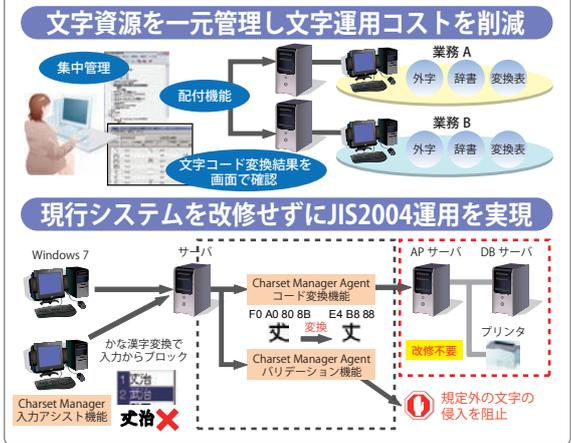 文字資源を一元管理し文字運用コストを削減
集中管理
配付機能
文字コード変換結果を
画面で確認
業務 A
外字 辞書 変換表
業務 B
外字 辞書 変換表
現行システムを改修せずにJIS2004運用を実現
Windows 7
サーバ
Charset Manager Agent
コード変換機能
F0 A0 80 8B
変換
E4 B8 88
𠀋
丈
Charset Manager Agent
バリデーション機能
AP サーバ
DB サーバ
改修不要
プリンタ
かな漢字変換で
入力からブロック
Charset Manager
入力アシスト機能
1 𠀋治
2 武治
𠀋治
規定外の文字の
侵入を阻止